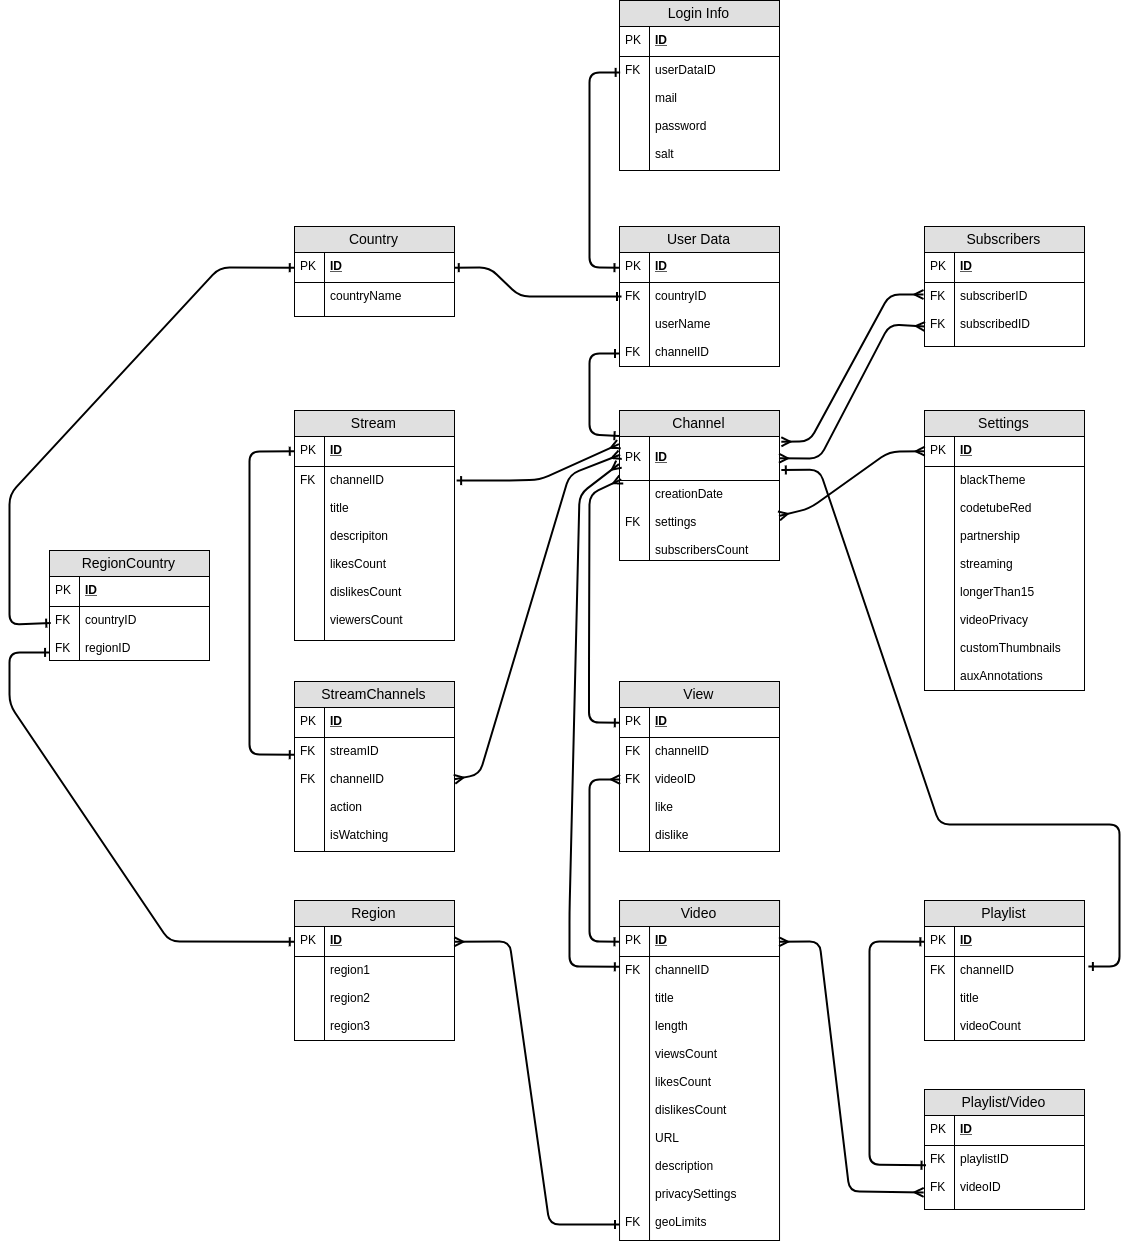 Login Info
PK ID
FK userDataID
mail
password
salt
Country
PK ID
countryName
User Data
PK ID
FK countryID
userName
FK channelID
Subscribers
PK ID
FK subscriberID
FK subscribedID
Stream
PK ID
FK channelID
title
descripiton
likesCount
dislikesCount
viewersCount
Channel
PK ID
creationDate
FK settings
subscribersCount
Settings
PK ID
blackTheme
codetubeRed
partnership
streaming
longerThan15
videoPrivacy
customThumbnails
auxAnnotations
RegionCountry
PK ID
FK countryID
FK regionID
StreamChannels
PK ID
FK streamID
FK channelID
action
isWatching
View
PK ID
FK channelID
FK videoID
like
dislike
Region
PK ID
region1
region2
region3
Video
PK ID
FK channelID
title
length
viewsCount
likesCount
dislikesCount
URL
description
privacySettings
FK geoLimits
Playlist
PK ID
FK channelID
title
videoCount
Playlist/Video
PK ID
FK playlistID
FK videoID